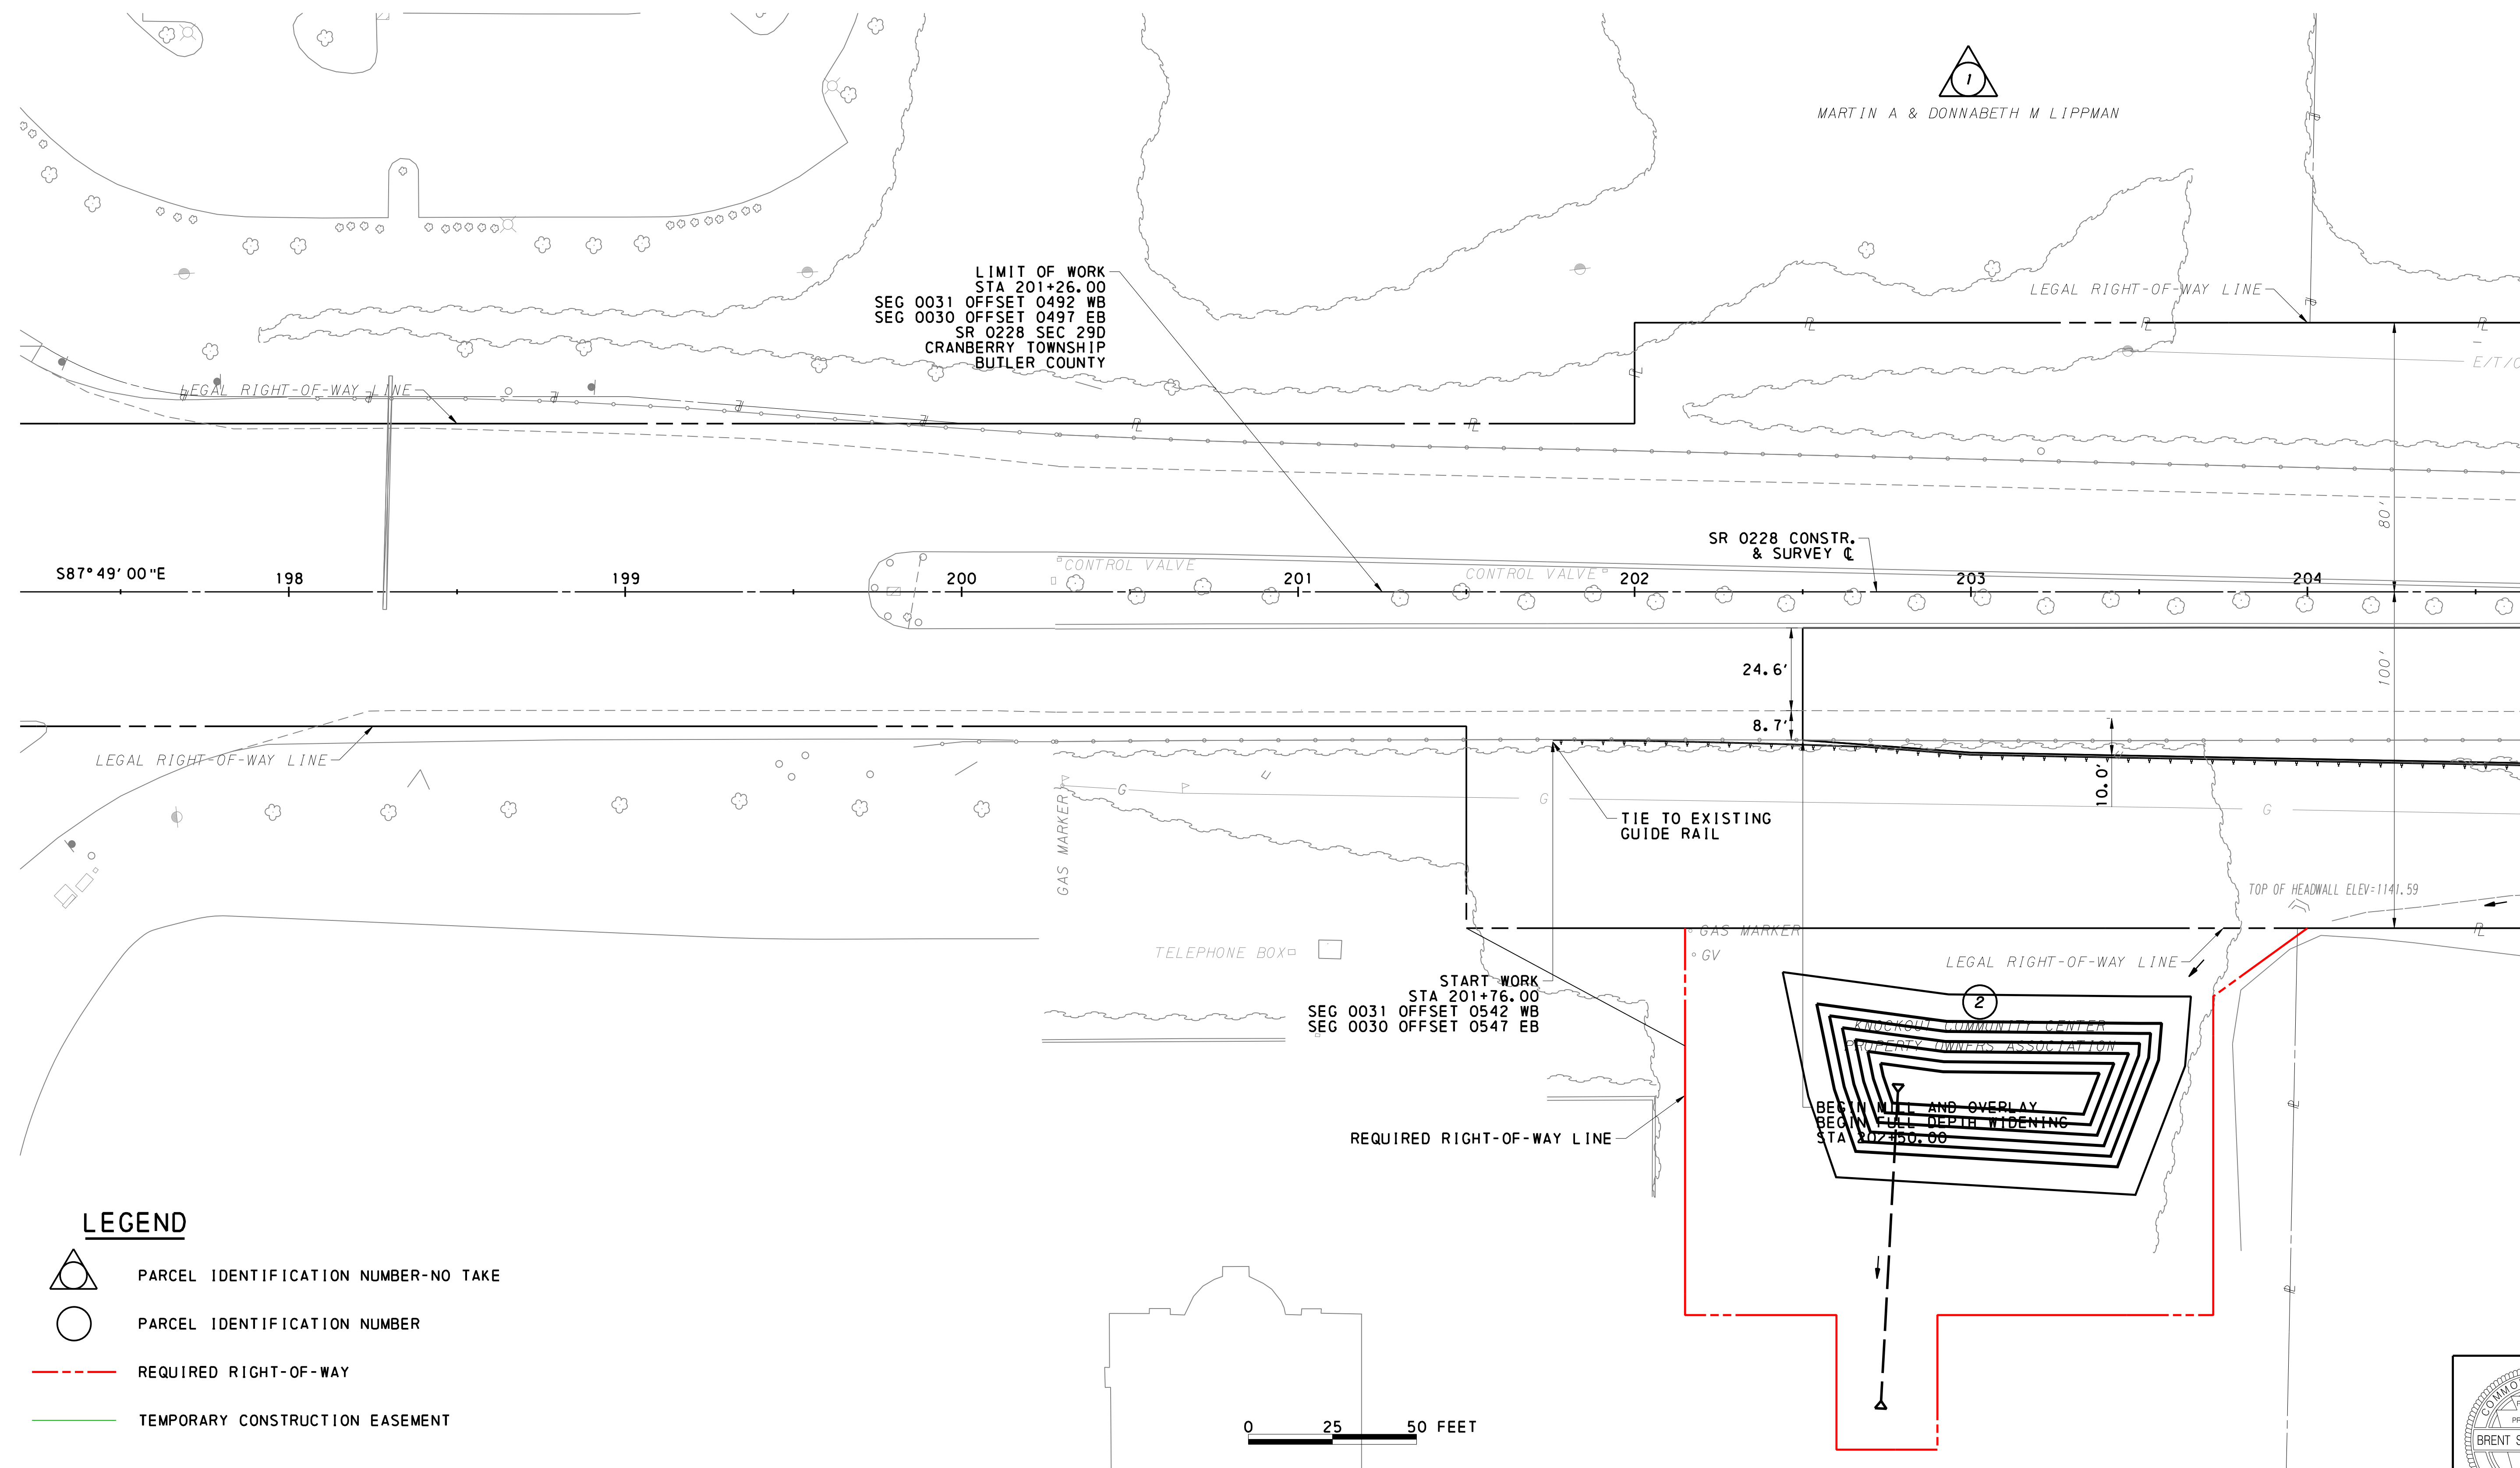 1
MARTIN A & DONNABETH M LIPPMAN
LIMIT OF WORK
STA 201+26.00
SEG 0031 OFFSET 0492 WB
SEG 0030 OFFSET 0497 EB
SR 0228 SEC 29D
CRANBERRY TOWNSHIP
BUTLER COUNTY
LEGAL RIGHT-OF-WAY LINE
E/T/C
LEGAL RIGHT-OF-WAY LINE
80'
SR 0228 CONSTR.
& SURVEY ℄
CONTROL VALVE
CONTROL VALVE
S87°49'00"E
198
199
200
201
202
203
204
24.6'
8.7'
100'
10.0'
LEGAL RIGHT-OF-WAY LINE
G
G
G
GAS MARKER
TIE TO EXISTING
GUIDE RAIL
TOP OF HEADWALL ELEV=1141.59
GAS MARKER
GV
TELEPHONE BOX
LEGAL RIGHT-OF-WAY LINE
START WORK
STA 201+76.00
SEG 0031 OFFSET 0542 WB
SEG 0030 OFFSET 0547 EB
2
KNOCKOUT COMMUNITY CENTER
PROPERTY OWNERS ASSOCIATION
BEGIN MILL AND OVERLAY
BEGIN FULL DEPTH WIDENING
STA 202+50.00
REQUIRED RIGHT-OF-WAY LINE
LEGEND
PARCEL IDENTIFICATION NUMBER-NO TAKE
PARCEL IDENTIFICATION NUMBER
REQUIRED RIGHT-OF-WAY
TEMPORARY CONSTRUCTION EASEMENT
0 25 50 FEET
COMMO
BRENT S